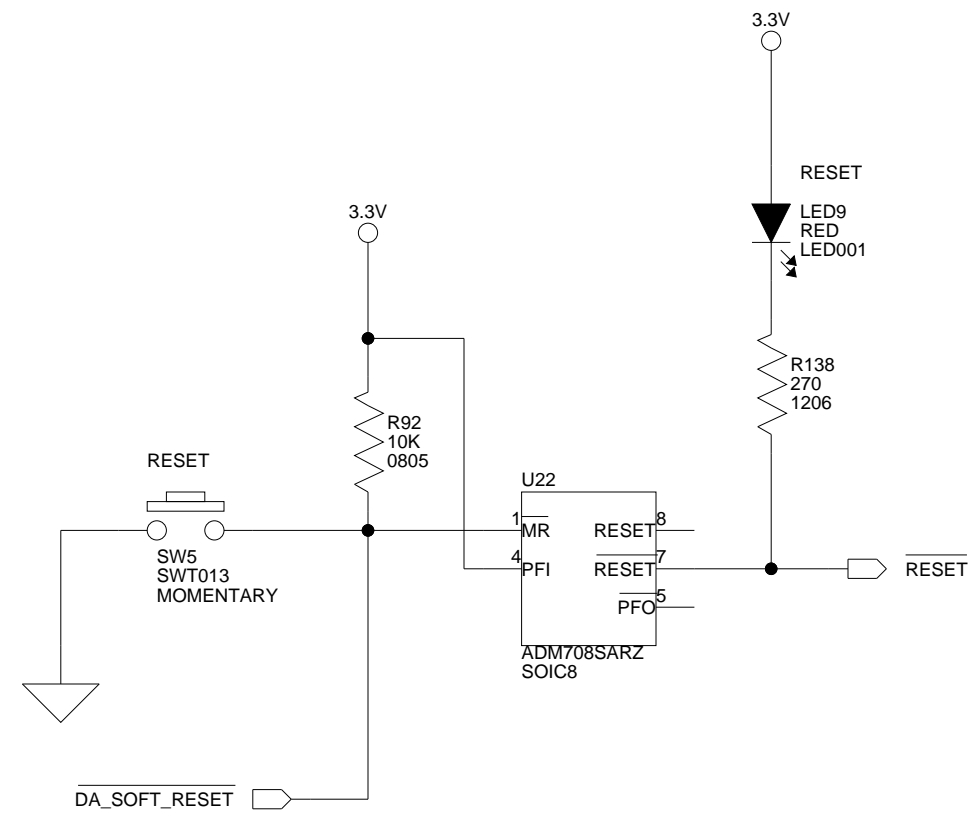 3.3V
RESET
LED9
RED
LED001
3.3V
R138
270
1206
R92
10K
0805
RESET
U22
1
MR
RESET
8
SW5
SWT013
MOMENTARY
4
PFI
RESET
7
RESET
PFO
5
ADM708SARZ
SOIC8
DA_SOFT_RESET